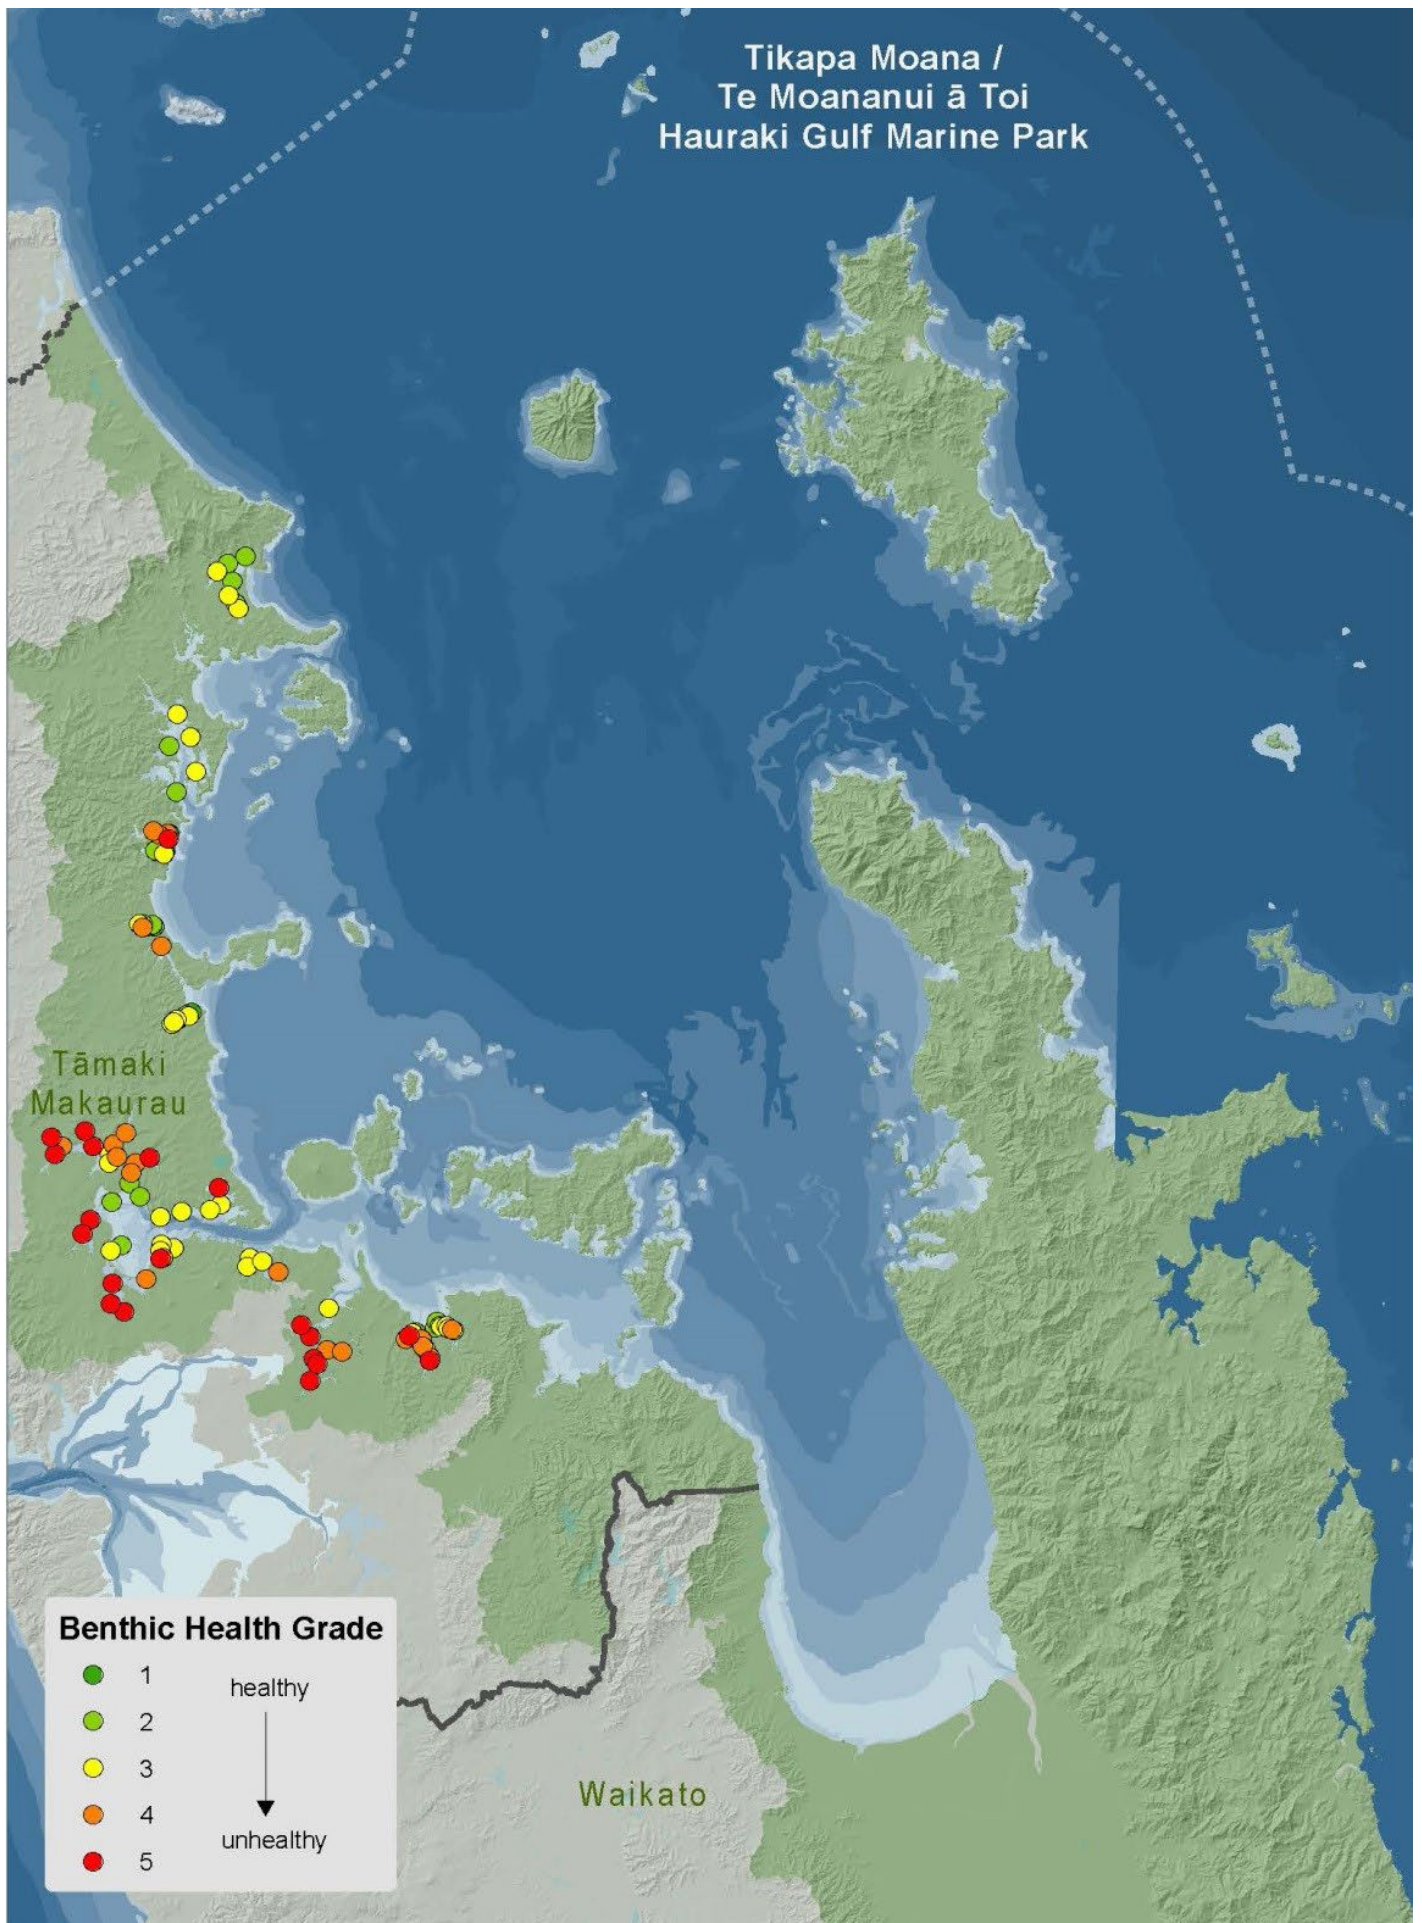 Tikapa Moana /
Te Moananui ā Toi
Hauraki Gulf Marine Park
Tāmaki
Makaurau
Waikato
Benthic Health Grade
1
healthy
2
3
4
unhealthy
5